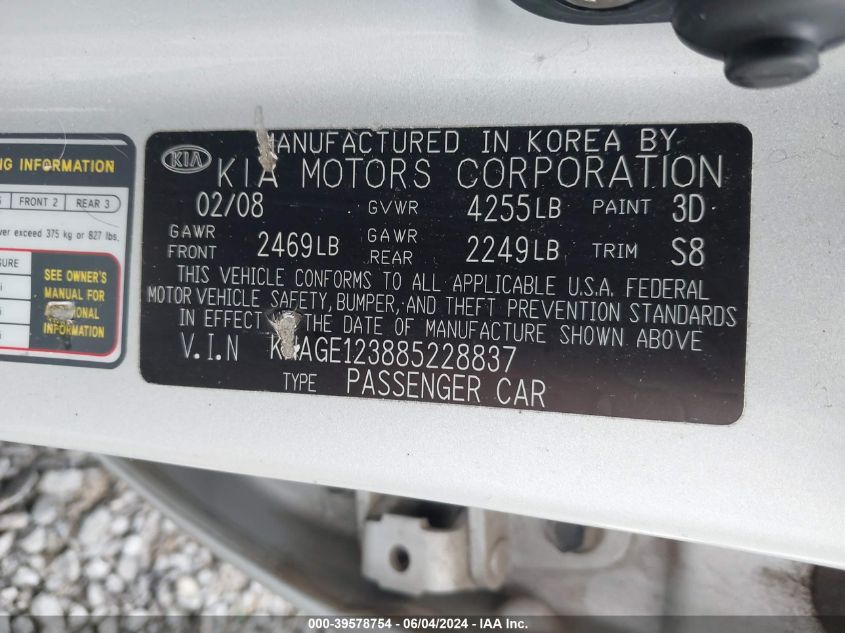 NG INFORMATION
FRONT 2 REAR 3
ver exceed 375 kg or 827 lbs.
SURE
SEE OWNER'S
MANUAL FOR
INFORMATION
KIA
MANUFACTURED IN KOREA BY
KIA MOTORS CORPORATION
02/08 GVWR 4255LB PAINT 3D
GAWR FRONT 2469LB GAWR REAR 2249LB TRIM S8
THIS VEHICLE CONFORMS TO ALL APPLICABLE U.S.A. FEDERAL
MOTOR VEHICLE SAFETY, BUMPER, AND THEFT PREVENTION STANDARDS
IN EFFECT THE DATE OF MANUFACTURE SHOWN ABOVE
V.I.N K AGE123885228837
TYPE PASSENGER CAR
000-39578754 - 06/04/2024 - IAAI.COM